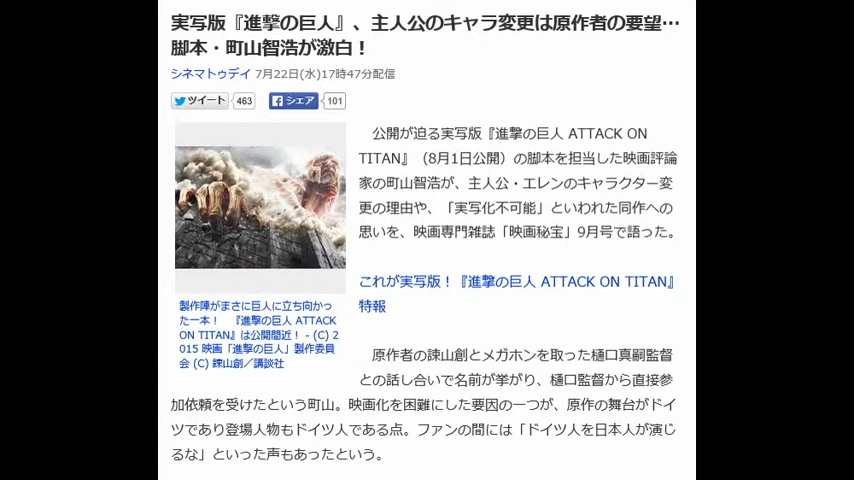 実写版『進撃の巨人』、主人公のキャラ変更は原作者の要望…
脚本・町山智浩が激白！
シネマトゥデイ 7月22日(水)17時47分配信
ツイート 463 シェア 101
公開が迫る実写版『進撃の巨人 ATTACK ON
TITAN』（8月1日公開）の脚本を担当した映画評論
家の町山智浩が、主人公・エレンのキャラクター変
更の理由や、「実写化不可能」といわれた同作への
思いを、映画専門雑誌「映画秘宝」9月号で語った。
これが実写版！『進撃の巨人 ATTACK ON TITAN』
特報
製作陣がまさに巨人に立ち向かっ
た一本！　『進撃の巨人 ATTACK
ON TITAN』は公開間近！ - (C) 2
015 映画「進撃の巨人」製作委員
会 (C) 諫山創／講談社
原作者の諫山創とメガホンを取った樋口真嗣監督
との話し合いで名前が挙がり、樋口監督から直接参
加依頼を受けたという町山。映画化を困難にした要因の一つが、原作の舞台がドイ
ツであり登場人物もドイツ人である点。ファンの間には「ドイツ人を日本人が演じ
るな」といった声もあったという。